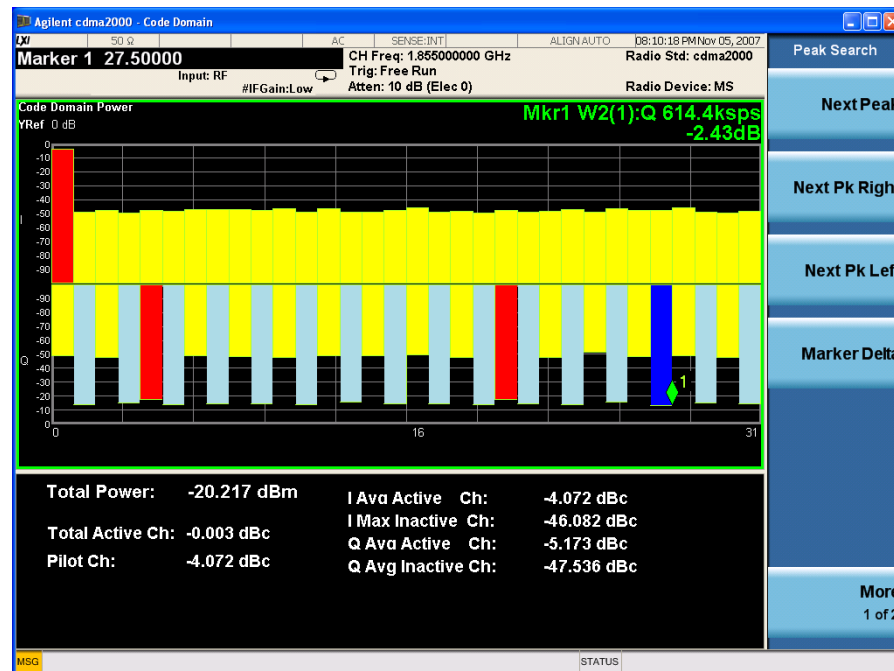 Agilent cdma2000 - Code Domain
LXI 50 Ω AC SENSE:INT ALIGN AUTO 08:10:18 PM Nov 05, 2007
Marker 1 27.50000
Input: RF
#IFGain:Low
CH Freq: 1.855000000 GHz
Trig: Free Run
Atten: 10 dB (Elec 0)
Radio Std: cdma2000
Radio Device: MS
Peak Search
Code Domain Power
YRef 0 dB
Mkr1 W2(1):Q 614.4ksps
-2.43dB
0
-10
-20
-30
-40
-50
-60
-70
-80
-90
I
-90
-80
-70
-60
-50
-40
-30
-20
-10
0
Q
1
0 16 31
Total Power: -20.217 dBm
Total Active Ch: -0.003 dBc
Pilot Ch: -4.072 dBc
I Avg Active Ch: -4.072 dBc
I Max Inactive Ch: -46.082 dBc
Q Avg Active Ch: -5.173 dBc
Q Avg Inactive Ch: -47.536 dBc
Next Peak
Next Pk Righ
Next Pk Lef
Marker Delta
More
1 of 2
MSG STATUS